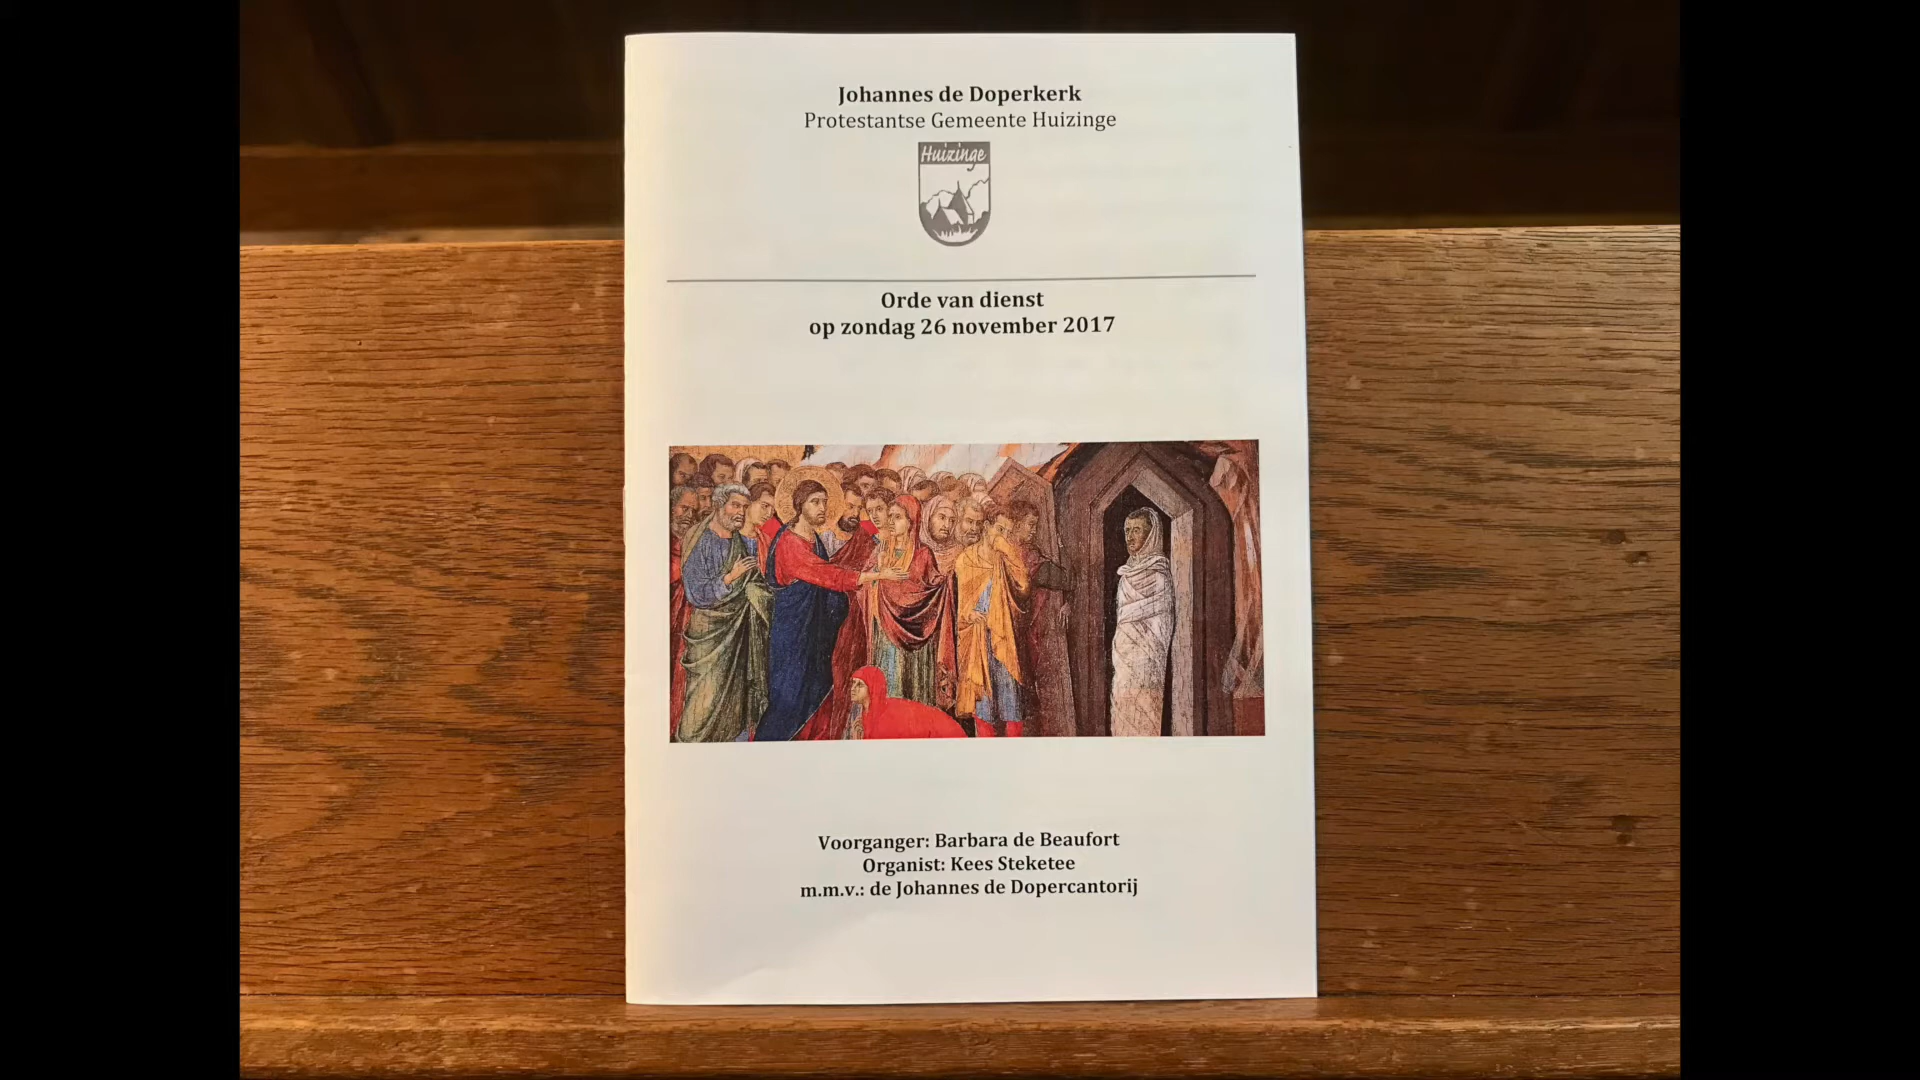 Johannes de Doperkerk
Protestantse Gemeente Huizinge
Huizinge
Orde van dienst
op zondag 26 november 2017
Voorganger: Barbara de Beaufort
Organist: Kees Steketee
m.m.v.: de Johannes de Dopercantorij